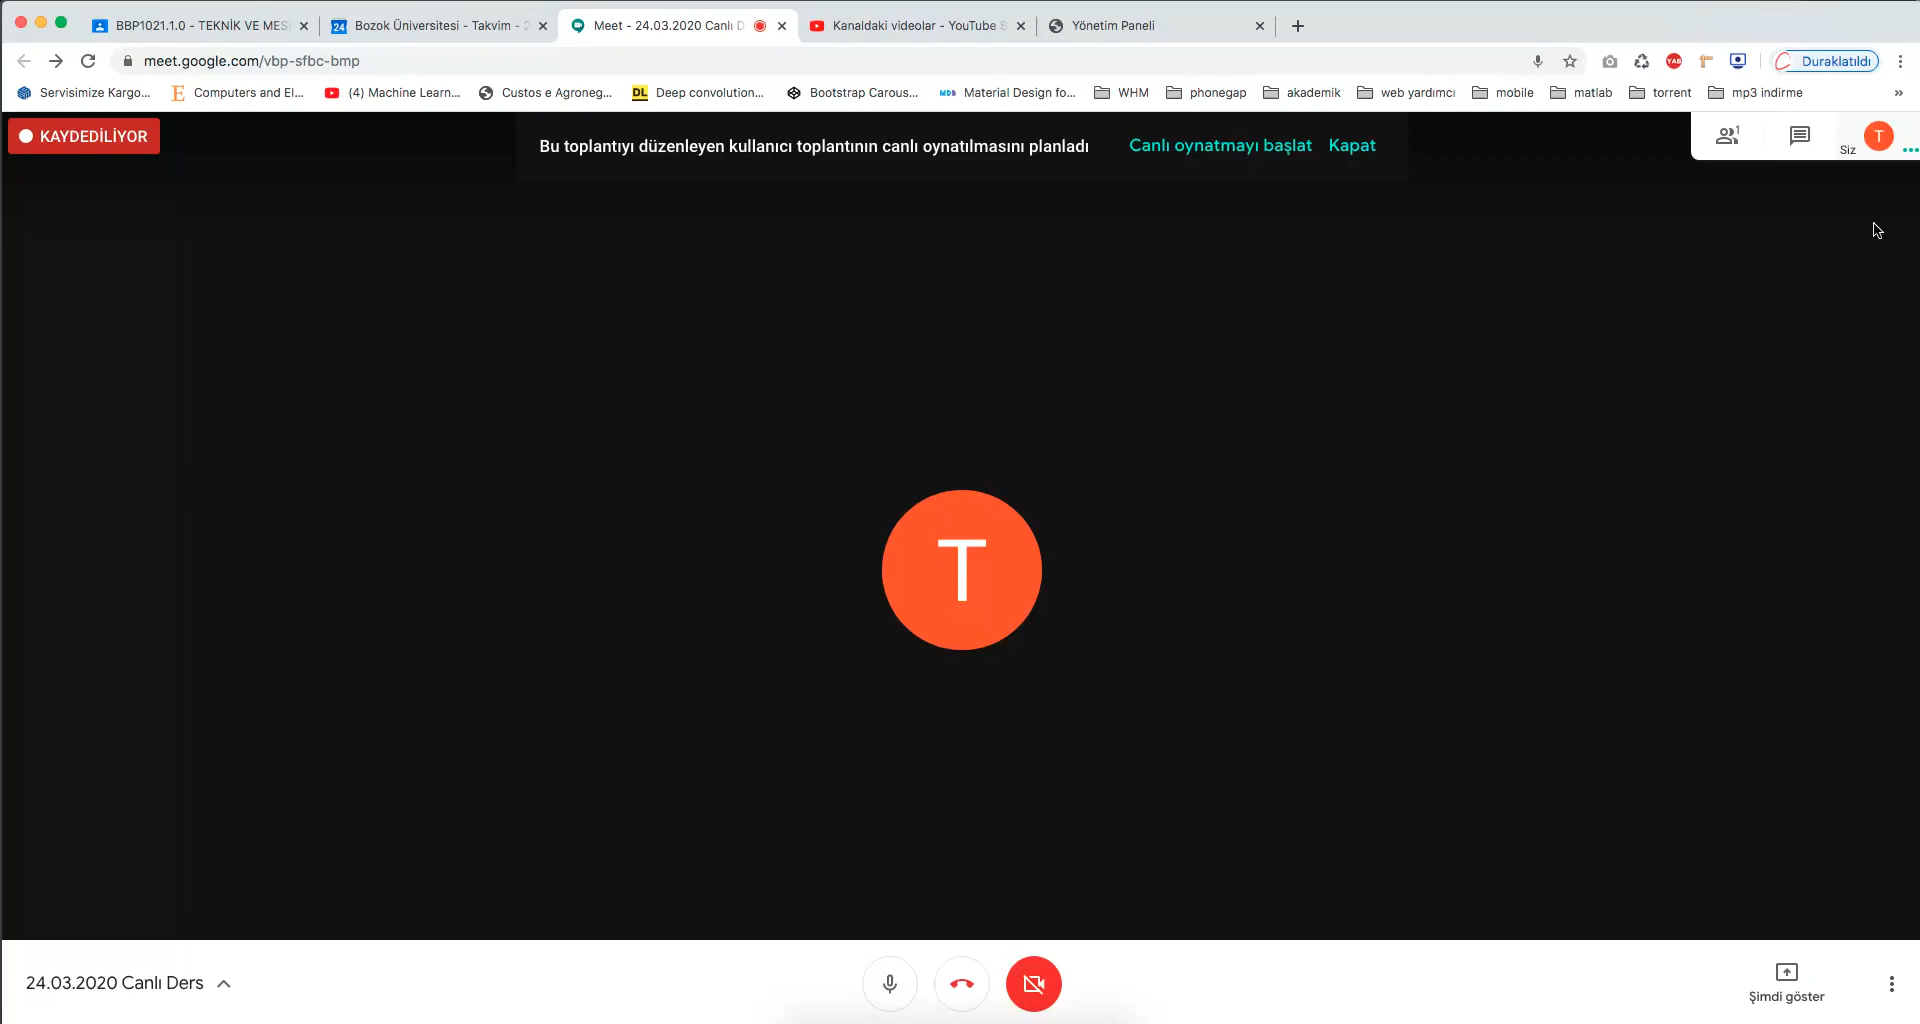 BBP1021.1.0 - TEKNİK VE MES
Bozok Üniversitesi - Takvim - 2
Meet - 24.03.2020 Canlı D
Kanaldaki videolar - YouTube S
Yönetim Paneli
meet.google.com/vbp-sfbc-bmp
Duraklatıldı
Servisimize Kargo...
Computers and El...
(4) Machine Learn...
Custos e Agroneg...
DL
Deep convolution...
Bootstrap Carous...
MDB
Material Design fo...
WHM
phonegap
akademik
web yardımcı
mobile
matlab
torrent
mp3 indirme
KAYDEDİLİYOR
Bu toplantıyı düzenleyen kullanıcı toplantının canlı oynatılmasını planladı
Canlı oynatmayı başlat
Kapat
1
Siz
T
T
24.03.2020 Canlı Ders
Şimdi göster